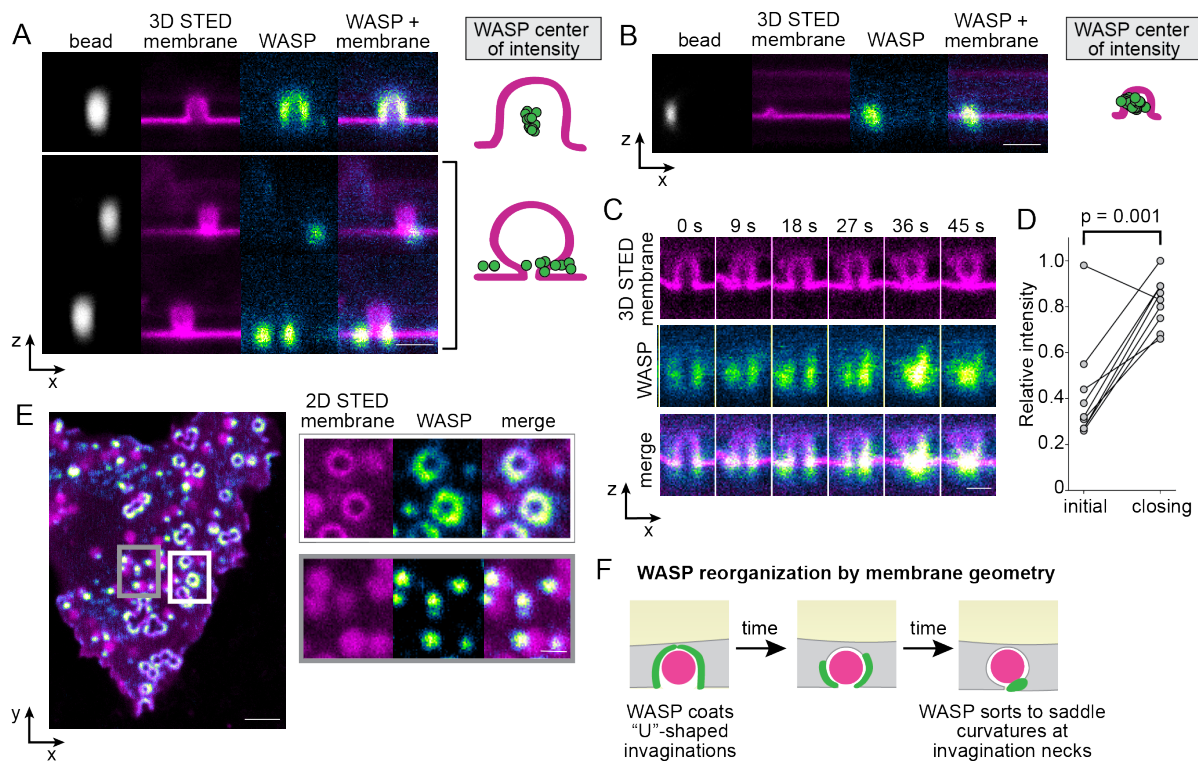 A
bead
3D STED
membrane
WASP
WASP +
membrane
WASP center
of intensity
z
x
B
bead
3D STED
membrane
WASP
WASP +
membrane
WASP center
of intensity
z
x
C
0 s
9 s
18 s
27 s
36 s
45 s
3D STED
membrane
WASP
merge
z
x
D
p = 0.001
Relative intensity
1.0
0.8
0.6
0.4
0.2
0
initial
closing
E
2D STED
membrane
WASP
merge
y
x
F
WASP reorganization by membrane geometry
time
time
WASP coats
“U”-shaped
invaginations
WASP sorts to saddle
curvatures at
invagination necks